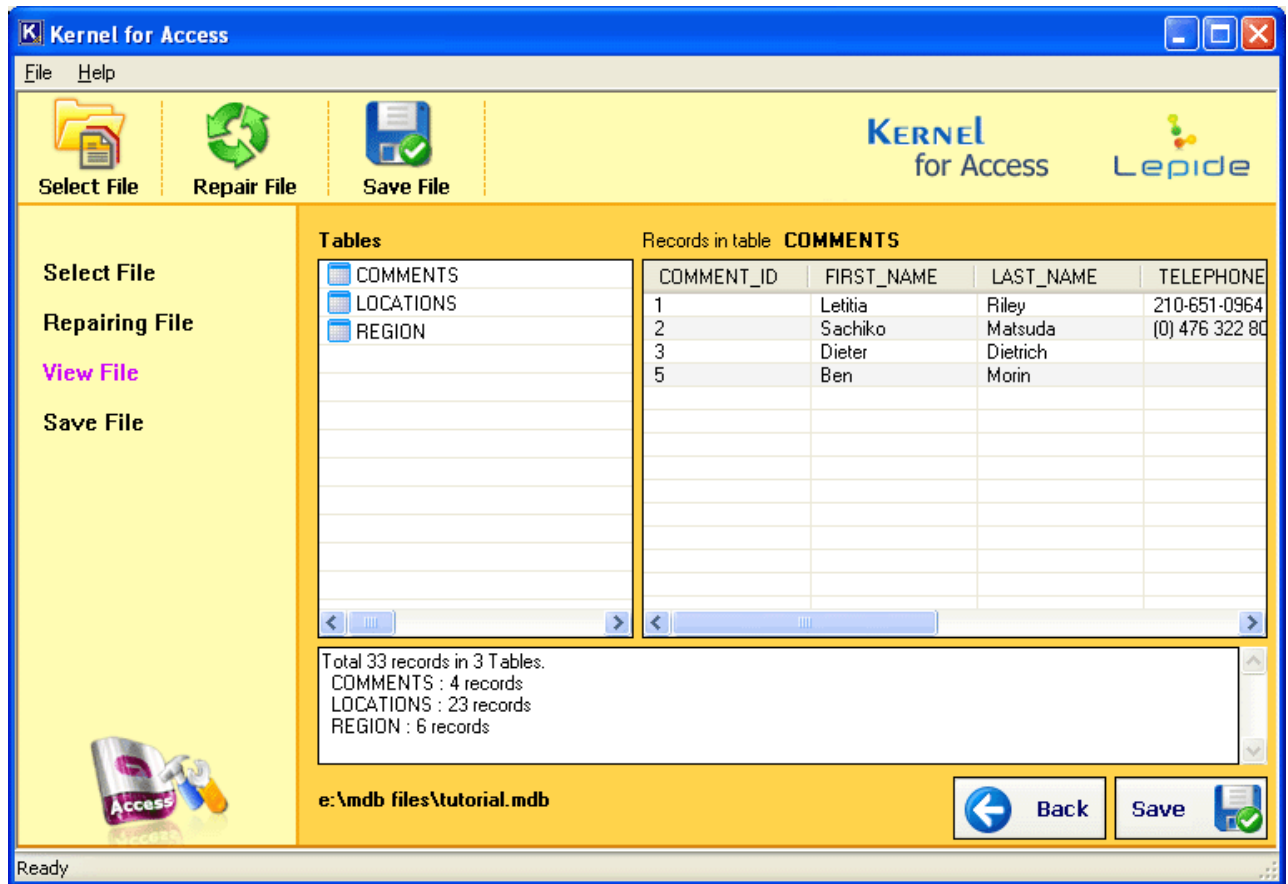 Kernel for Access
File Help
Select File Repair File Save File
KERNEL
for Access
Lepide
Select File
Repairing File
View File
Save File
Tables
COMMENTS
LOCATIONS
REGION
Records in table COMMENTS
COMMENT_ID FIRST_NAME LAST_NAME TELEPHONE
1 Letitia Riley 210-651-0964
2 Sachiko Matsuda (0) 476 322 80
3 Dieter Dietrich
5 Ben Morin
Total 33 records in 3 Tables.
COMMENTS : 4 records
LOCATIONS : 23 records
REGION : 6 records
Access
e:\mdb files\tutorial.mdb
Back Save
Ready